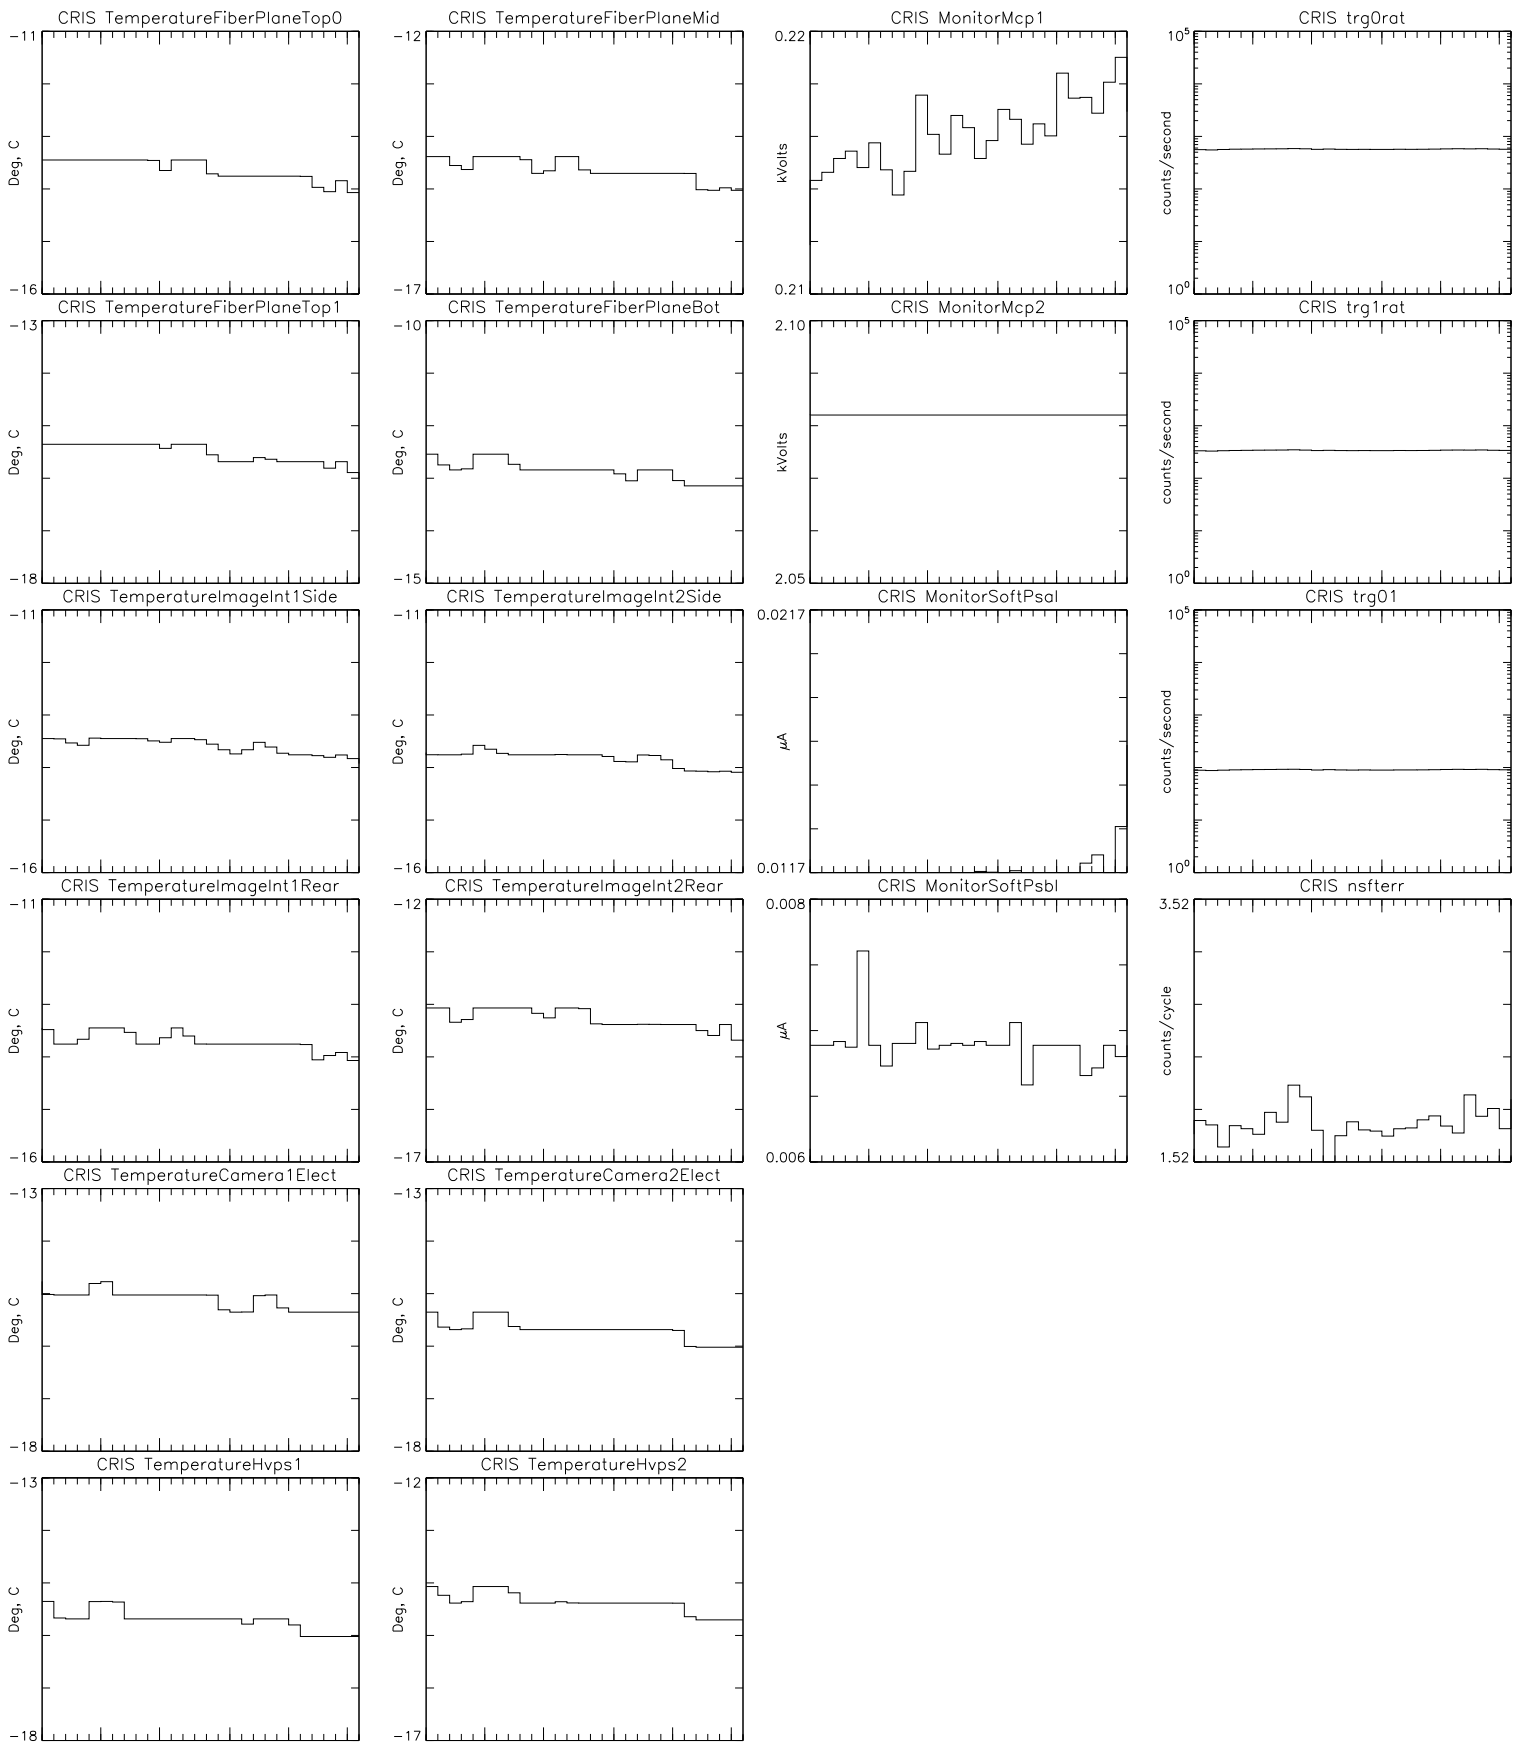 CRIS TemperatureFiberPlaneTop0
-11
Deg, C
-16
CRIS TemperatureFiberPlaneMid
-12
Deg, C
-17
CRIS MonitorMcp1
0.22
kVolts
0.21
CRIS trg0rat
10^5
counts/second
10^0
CRIS TemperatureFiberPlaneTop1
-13
Deg, C
-18
CRIS TemperatureFiberPlaneBot
-10
Deg, C
-15
CRIS MonitorMcp2
2.10
kVolts
2.05
CRIS trg1rat
10^5
counts/second
10^0
CRIS TemperatureImageInt1Side
-11
Deg, C
-16
CRIS TemperatureImageInt2Side
-11
Deg, C
-16
CRIS MonitorSoftPsaI
0.0217
μA
0.0117
CRIS trg01
10^5
counts/second
10^0
CRIS TemperatureImageInt1Rear
-11
Deg, C
-16
CRIS TemperatureImageInt2Rear
-12
Deg, C
-17
CRIS MonitorSoftPsbI
0.008
μA
0.006
CRIS nsfterr
3.52
counts/cycle
1.52
CRIS TemperatureCamera1Elect
-13
Deg, C
-18
CRIS TemperatureCamera2Elect
-13
Deg, C
-18
CRIS TemperatureHvps1
-13
Deg, C
-18
CRIS TemperatureHvps2
-12
Deg, C
-17